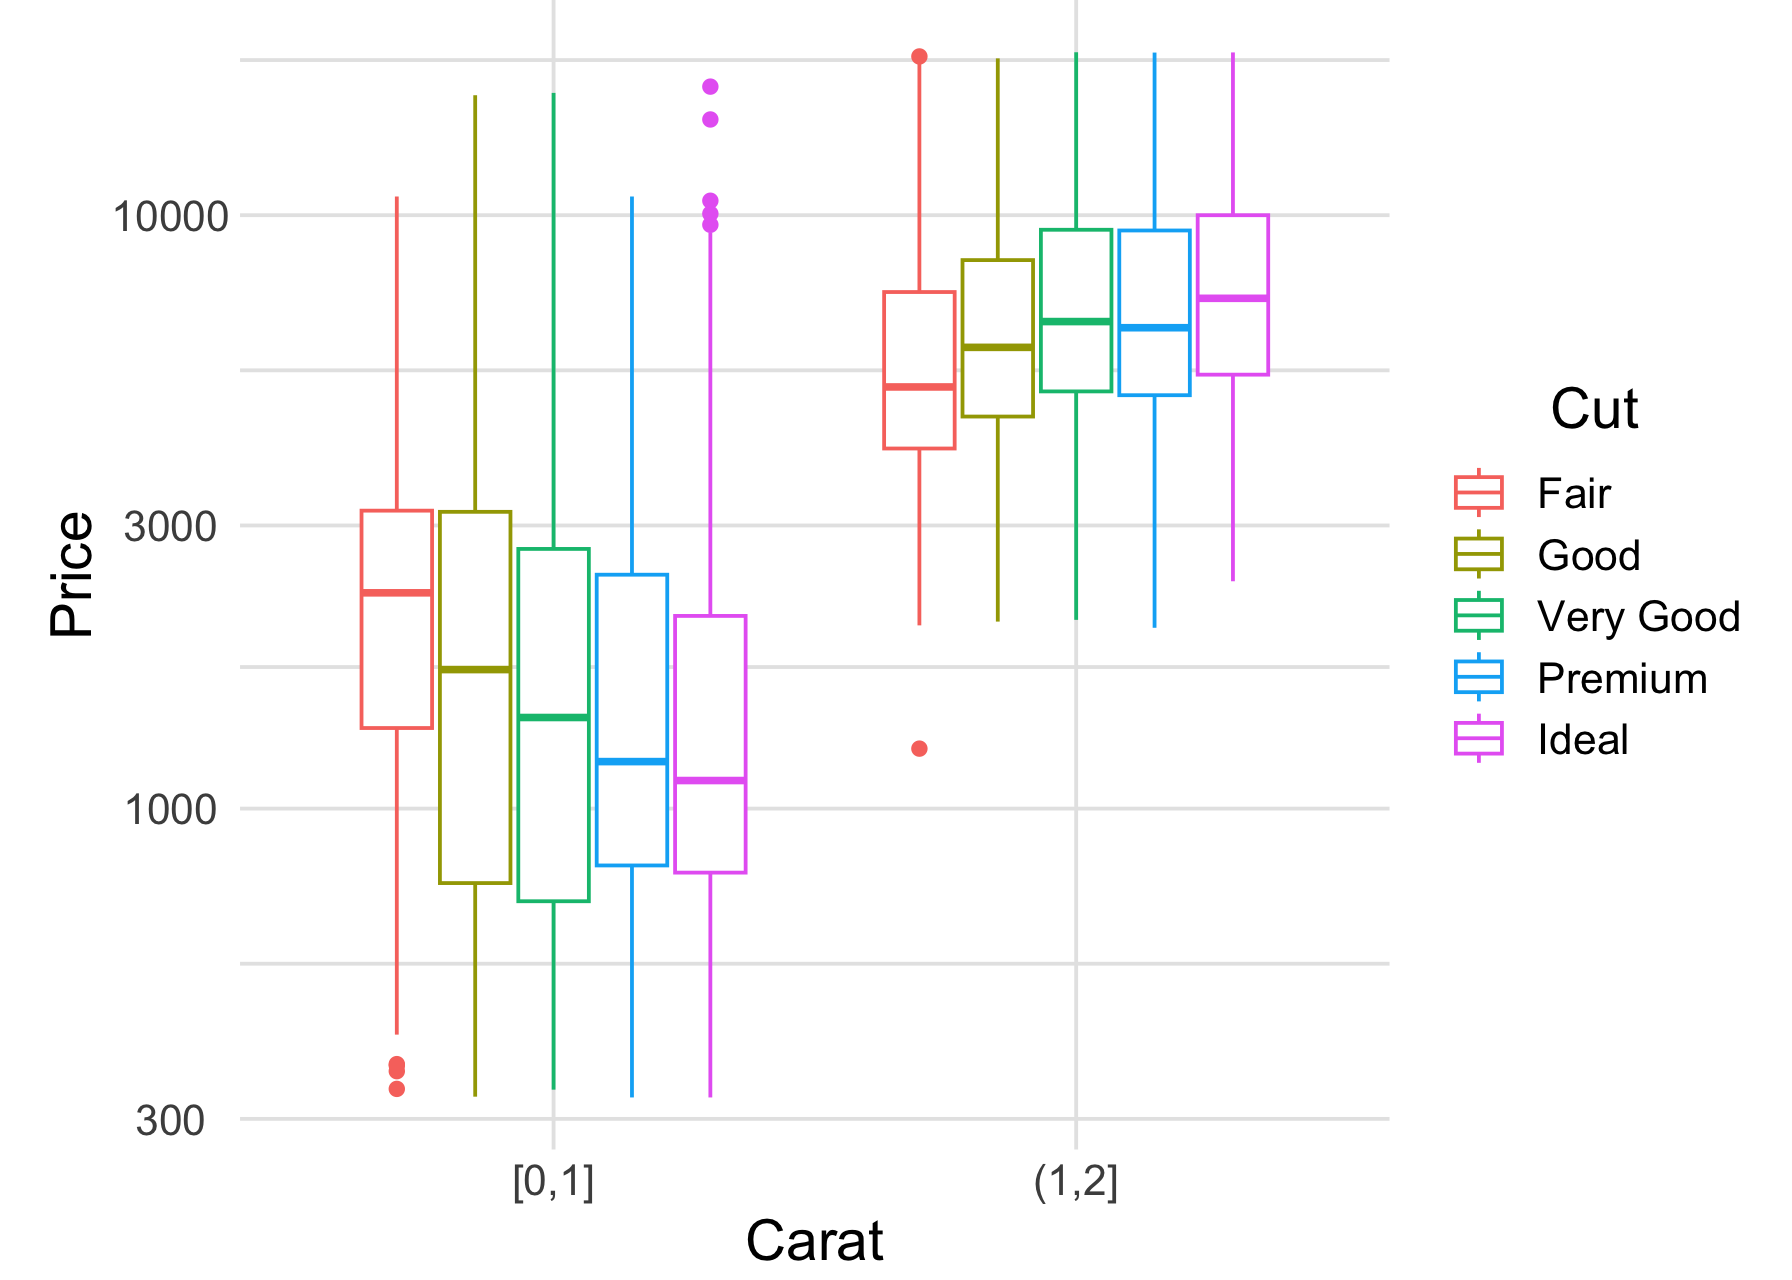 10000
3000
1000
300
Price
[0,1]
(1,2]
Carat
Cut
Fair
Good
Very Good
Premium
Ideal